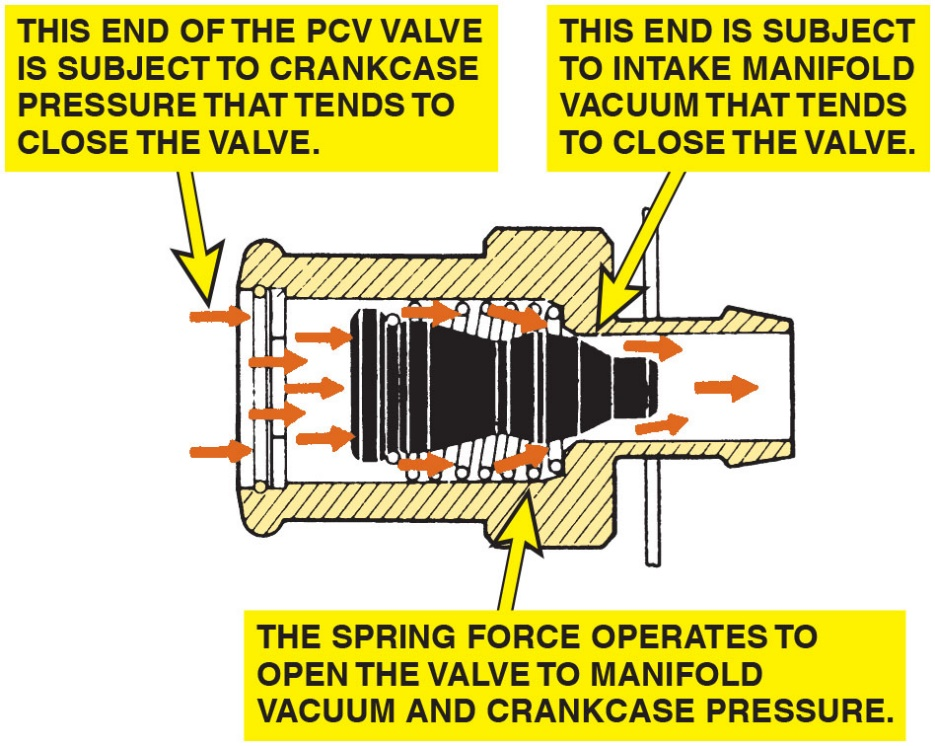 THIS END OF THE PCV VALVE
IS SUBJECT TO CRANKCASE
PRESSURE THAT TENDS TO
CLOSE THE VALVE.
THIS END IS SUBJECT
TO INTAKE MANIFOLD
VACUUM THAT TENDS
TO CLOSE THE VALVE.
THE SPRING FORCE OPERATES TO
OPEN THE VALVE TO MANIFOLD
VACUUM AND CRANKCASE PRESSURE.